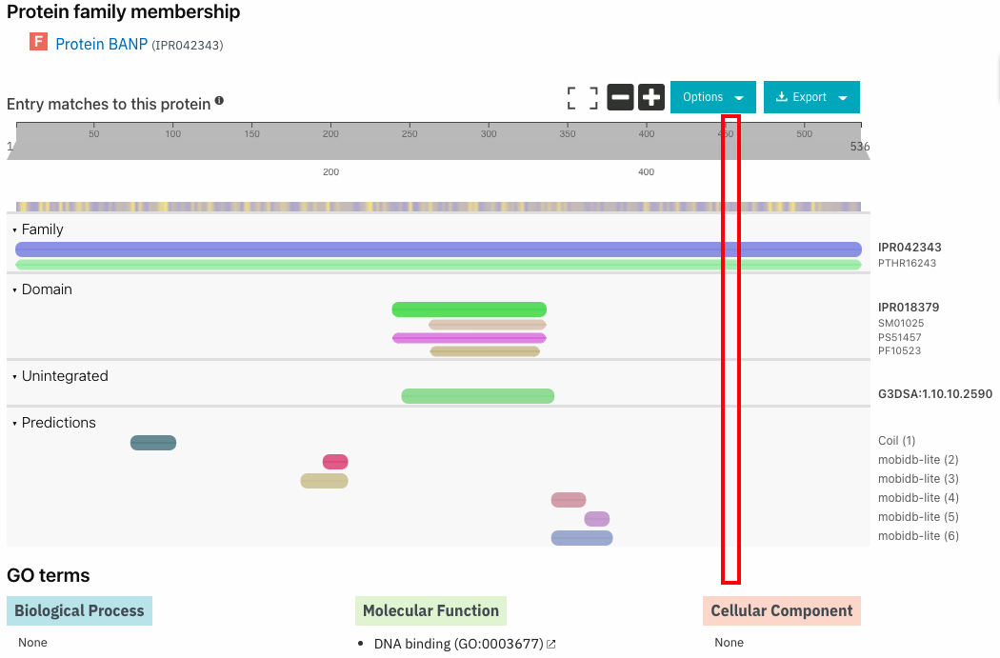 Protein family membership
F Protein BANP (IPR042343)
Entry matches to this protein i
Options
Export
50 100 150 200 250 300 350 400 450 500
1 536
200 400
Family
IPR042343
PTHR16243
Domain
IPR018379
SM01025
PS51457
PF10523
Unintegrated
G3DSA:1.10.10.2590
Predictions
Coil (1)
mobidb-lite (2)
mobidb-lite (3)
mobidb-lite (4)
mobidb-lite (5)
mobidb-lite (6)
GO terms
Biological Process
None
Molecular Function
• DNA binding (GO:0003677)
Cellular Component
None